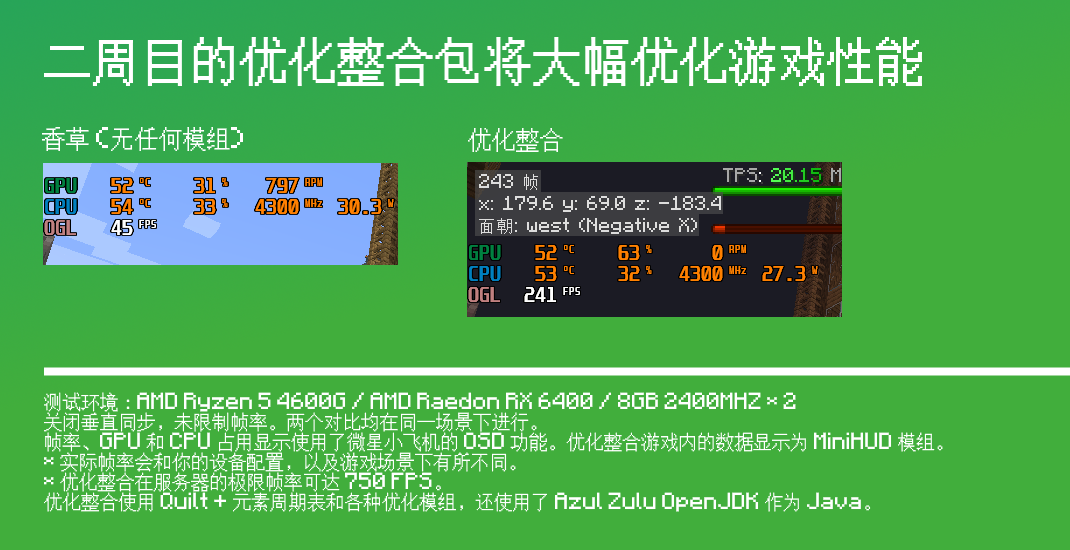 二周目的优化整合包将大幅优化游戏性能
香草（无任何模组）
GPU 52 °C 31 % 797 RPM
CPU 54 °C 33 % 4300 MHz 30.3 W
OGL 45 FPS
优化整合
243 帧
TPS: 20.15 M
x: 179.6 y: 69.0 z: -183.4
面朝: west (Negative X)
GPU 52 °C 63 % 0 RPM
CPU 53 °C 32 % 4300 MHz 27.3 W
OGL 241 FPS
测试环境：AMD Ryzen 5 4600G / AMD Raedon RX 6400 / 8GB 2400MHZ × 2
关闭垂直同步，未限制帧率。两个对比均在同一场景下进行。
帧率、GPU 和 CPU 占用显示使用了微星小飞机的 OSD 功能。优化整合游戏内的数据显示为 MiniHUD 模组。
* 实际帧率会和你的设备配置，以及游戏场景下有所不同。
* 优化整合在服务器的极限帧率可达 750 FPS。
优化整合使用 Quilt + 元素周期表和各种优化模组，还使用了 Azul Zulu OpenJDK 作为 Java。